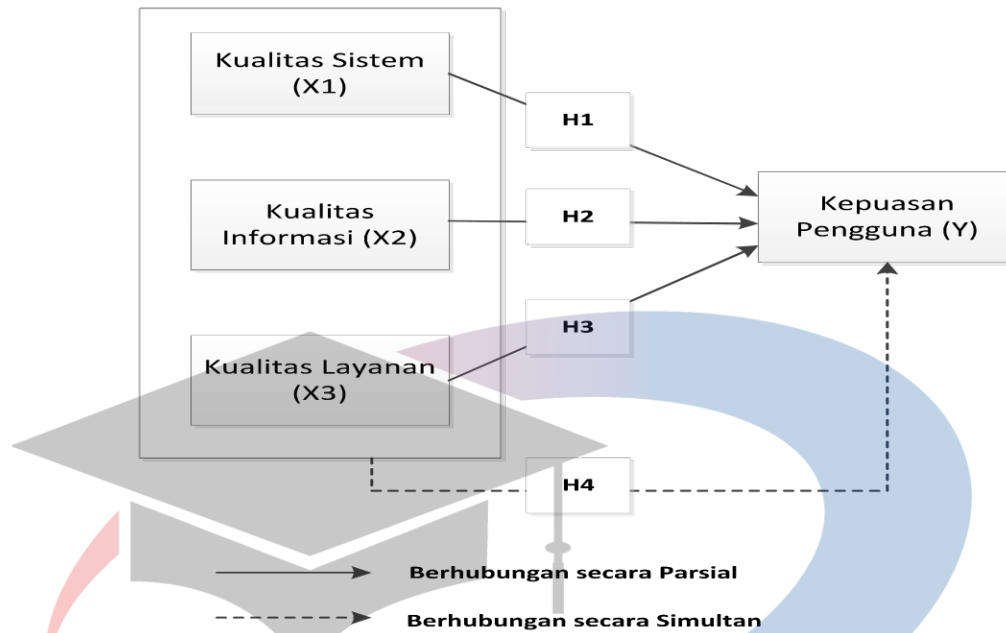 Kualitas Sistem
(X1)
H1
Kualitas
Informasi (X2)
H2
Kepuasan
Pengguna (Y)
H3
Kualitas Layanan
(X3)
H4
Berhubungan secara Parsial
Berhubungan secara Simultan